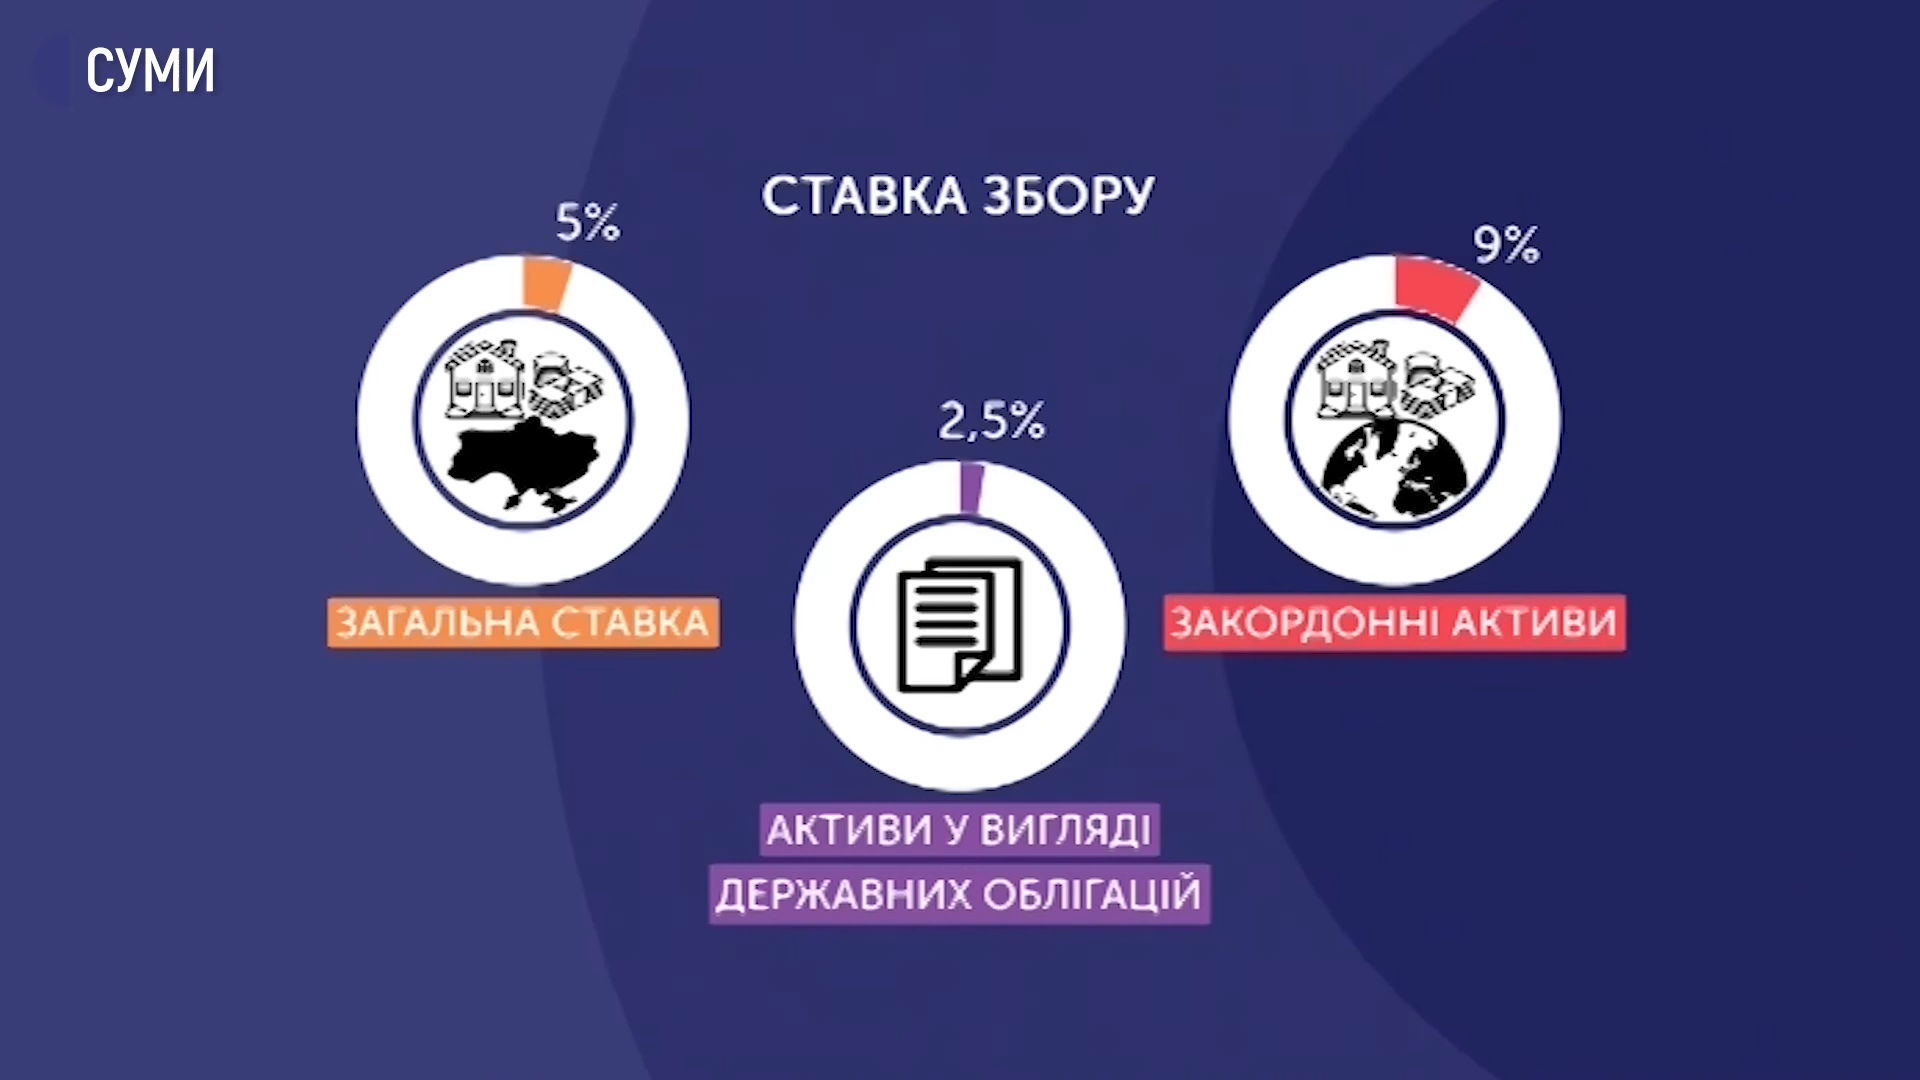 СУМИ
СТАВКА ЗБОРУ
5%
9%
2,5%
ЗАГАЛЬНА СТАВКА
ЗАКОРДОННІ АКТИВИ
АКТИВИ У ВИГЛЯДІ
ДЕРЖАВНИХ ОБЛІГАЦІЙ